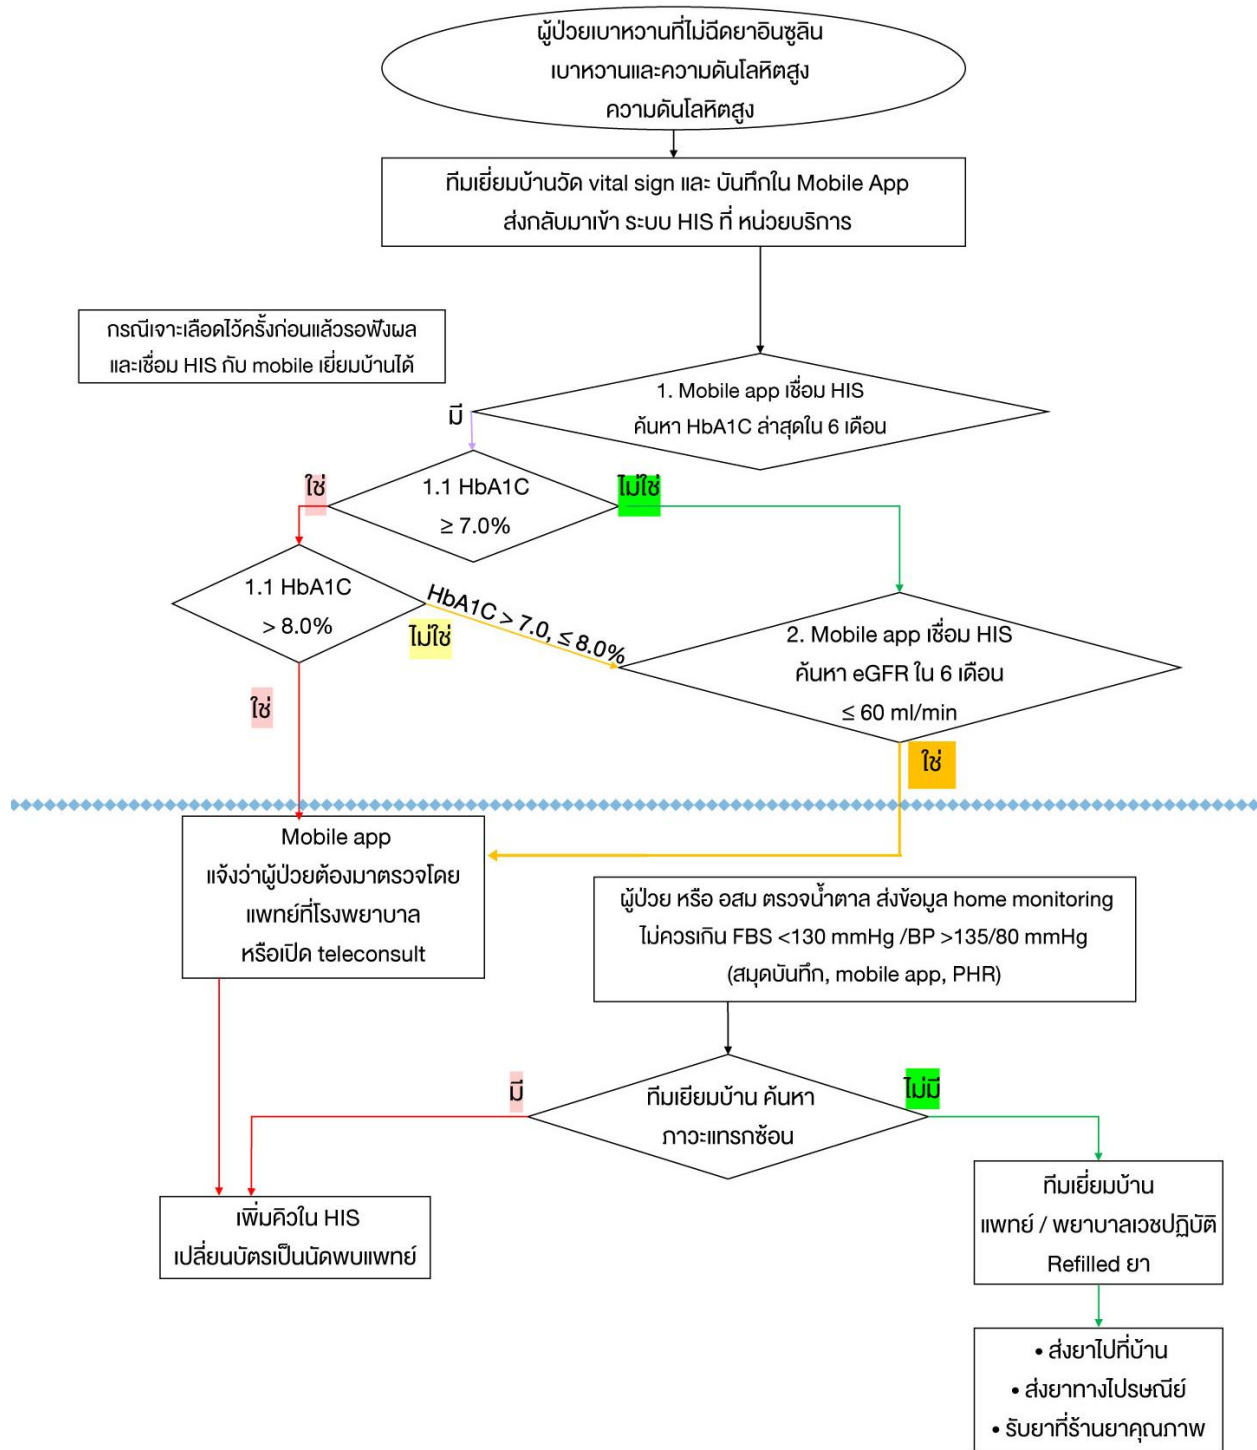 ผู้ป่วยเบาหวานที่ไม่ฉีดยาอินซูลิน
เบาหวานและความดันโลหิตสูง
ความดันโลหิตสูง
ทีมเยี่ยมบ้านวัด vital sign และ บันทึกใน Mobile App
ส่งกลับมาเข้า ระบบ HIS ที่ หน่วยบริการ
กรณีเจาะเลือดไว้ครั้งก่อนแล้วรอฟังผล
และเชื่อม HIS กับ mobile เยี่ยมบ้านได้
1. Mobile app เชื่อม HIS
ค้นหา HbA1C ล่าสุดใน 6 เดือน
มี
1.1 HbA1C
≥ 7.0%
ใช่
ไม่ใช่
1.1 HbA1C
> 8.0%
HbA1C > 7.0, ≤ 8.0%
ไม่ใช่
2. Mobile app เชื่อม HIS
ค้นหา eGFR ใน 6 เดือน
≤ 60 ml/min
ใช่
ใช่
Mobile app
แจ้งว่าผู้ป่วยต้องมาตรวจโดย
แพทย์ที่โรงพยาบาล
หรือเปิด teleconsult
ผู้ป่วย หรือ อสม ตรวจน้ำตาล ส่งข้อมูล home monitoring
ไม่ควรเกิน FBS <130 mmHg /BP >135/80 mmHg
(สมุดบันทึก, mobile app, PHR)
มี
ทีมเยียมบ้าน ค้นหา
ภาวะแทรกซ้อน
ไม่มี
เพิ่มคิวใน HIS
เปลี่ยนบัตรเป็นนัดพบแพทย์
ทีมเยี่ยมบ้าน
แพทย์ / พยาบาลเวชปฏิบัติ
Refilled ยา
• ส่งยาไปที่บ้าน
• ส่งยาทางไปรษณีย์
• รับยาที่ร้านยาคุณภาพ